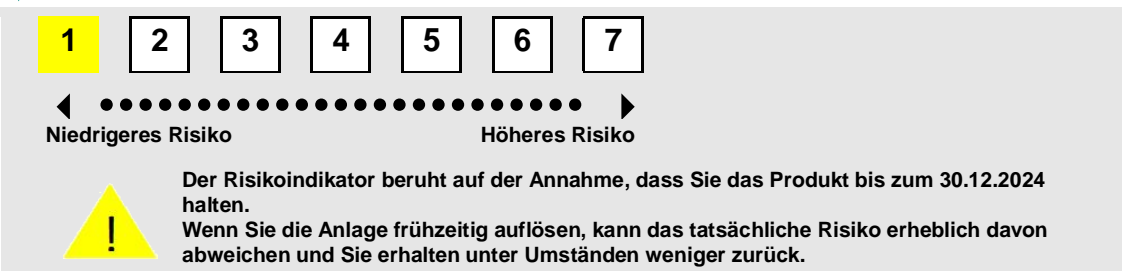 1 2 3 4 5 6 7
Niedrigeres Risiko Höheres Risiko
Der Risikoindikator beruht auf der Annahme, dass Sie das Produkt bis zum 30.12.2024
halten.
Wenn Sie die Anlage frühzeitig auflösen, kann das tatsächliche Risiko erheblich davon
! abweichen und Sie erhalten unter Umständen weniger zurück.